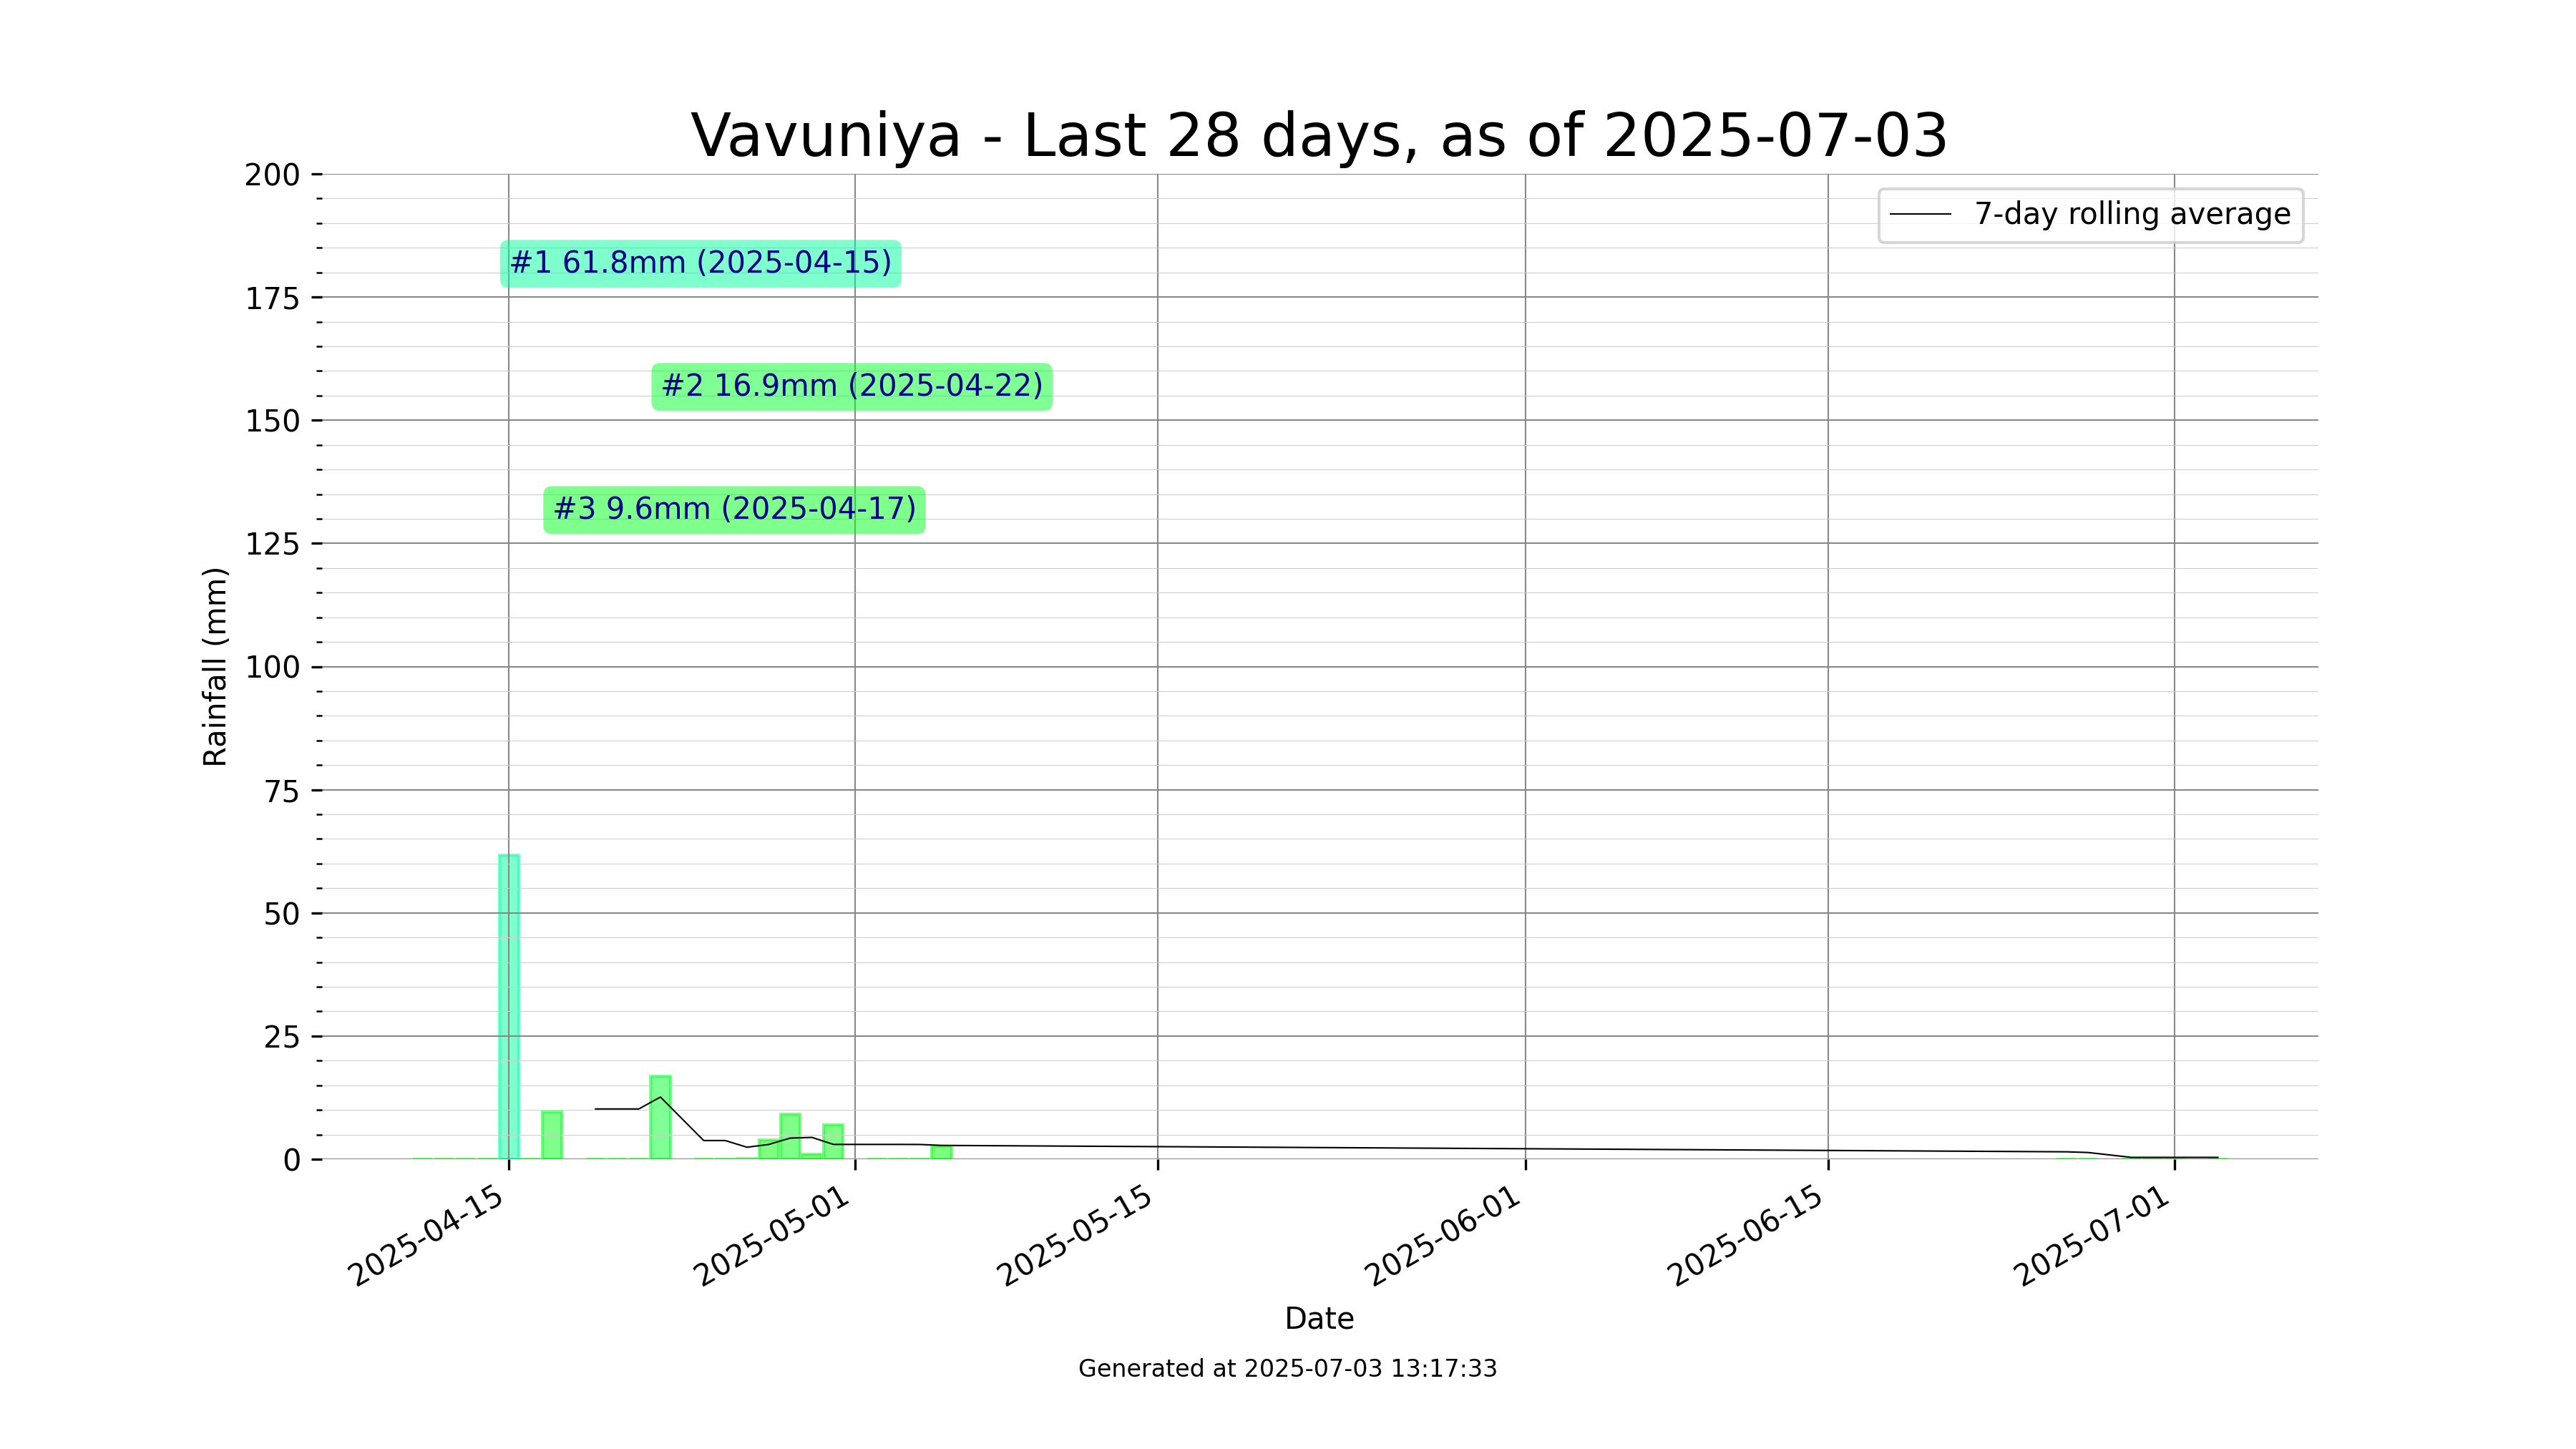 Vavuniya - Last 28 days, as of 2025-07-03
7-day rolling average
#1 61.8mm (2025-04-15)
#2 16.9mm (2025-04-22)
#3 9.6mm (2025-04-17)
Rainfall (mm)
200
175
150
125
100
75
50
25
0
2025-04-15
2025-05-01
2025-05-15
2025-06-01
2025-06-15
2025-07-01
Date
Generated at 2025-07-03 13:17:33